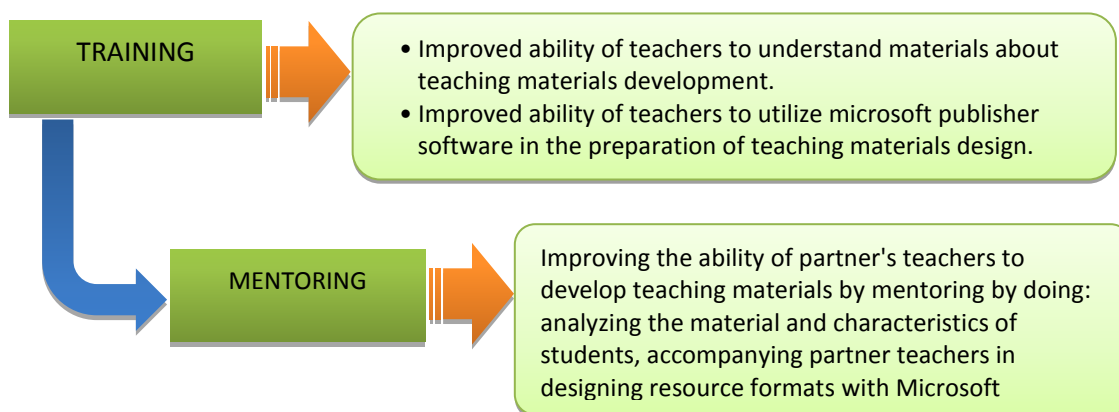 TRAINING
• Improved ability of teachers to understand materials about
teaching materials development.
• Improved ability of teachers to utilize microsoft publisher
software in the preparation of teaching materials design.
MENTORING
Improving the ability of partner's teachers to
develop teaching materials by mentoring by doing:
analyzing the material and characteristics of
students, accompanying partner teachers in
designing resource formats with Microsoft